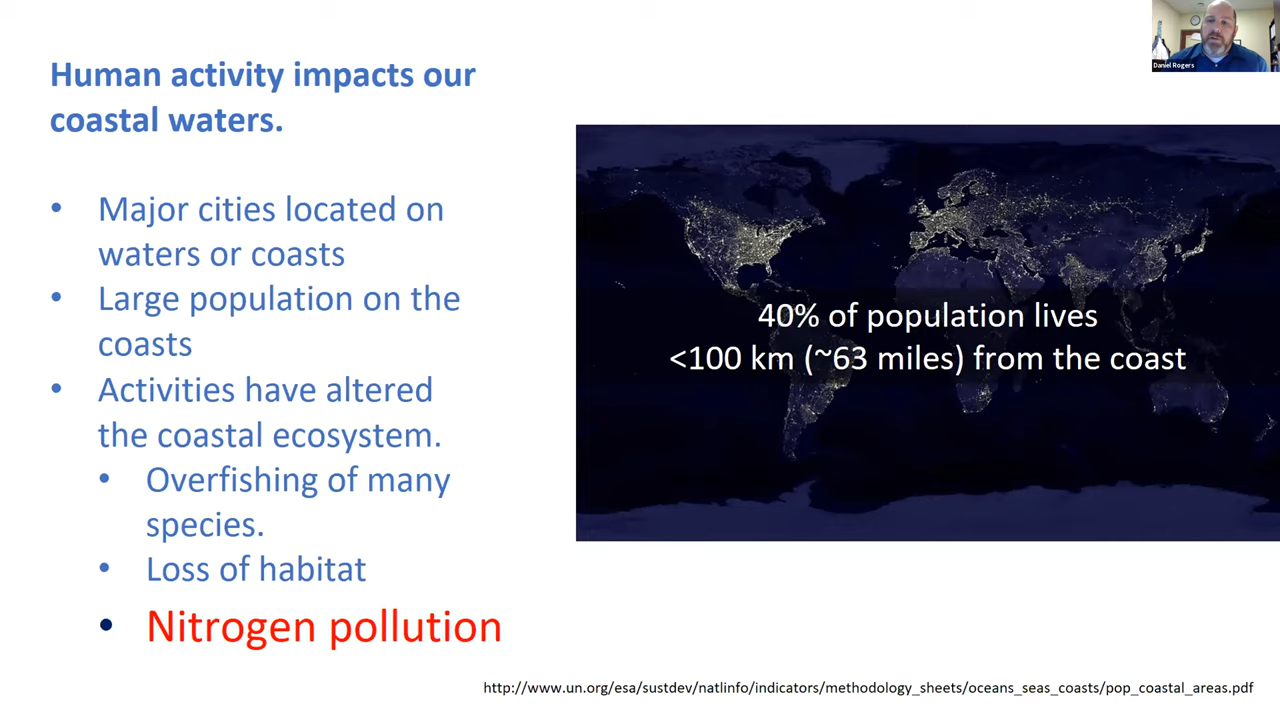 Human activity impacts our
coastal waters.
• Major cities located on
waters or coasts
• Large population on the
coasts
• Activities have altered
the coastal ecosystem.
• Overfishing of many
species.
• Loss of habitat
• Nitrogen pollution
Daniel Rogers
40% of population lives
<100 km (~63 miles) from the coast
http://www.un.org/esa/sustdev/natlinfo/indicators/methodology_sheets/oceans_seas_coasts/pop_coastal_areas.pdf